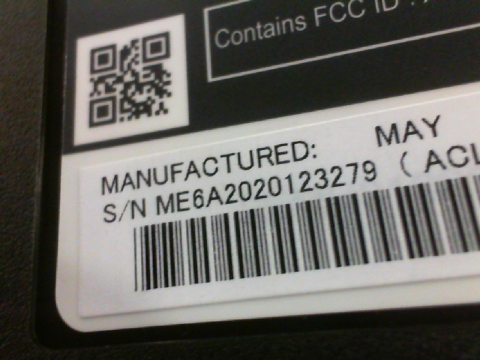 Contains FCC ID :
MANUFACTURED: MAY
S/N ME6A2020123279 ( ACL